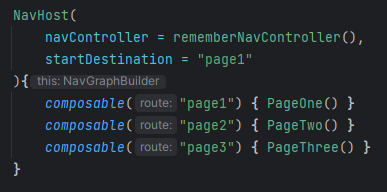 NavHost(
    navController = rememberNavController(),
    startDestination = "page1"
){ this: NavGraphBuilder
    composable( route: "page1") { PageOne() }
    composable( route: "page2") { PageTwo() }
    composable( route: "page3") { PageThree() }
}